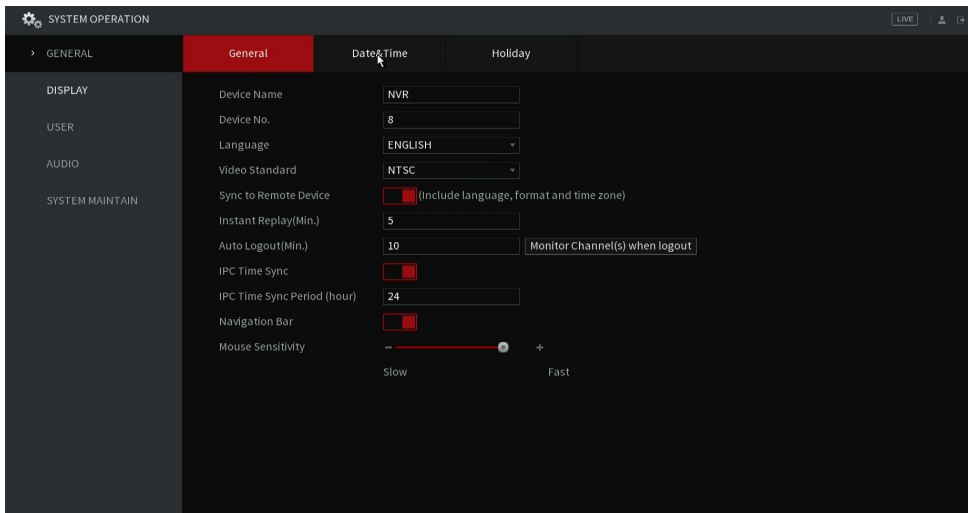 SYSTEM OPERATION
LIVE
GENERAL
DISPLAY
USER
AUDIO
SYSTEM MAINTAIN
General Date&Time Holiday
Device Name NVR
Device No. 8
Language ENGLISH
Video Standard NTSC
Sync to Remote Device (Include language, format and time zone)
Instant Replay(Min.) 5
Auto Logout(Min.) 10 Monitor Channel(s) when logout
IPC Time Sync
IPC Time Sync Period (hour) 24
Navigation Bar
Mouse Sensitivity − +
Slow Fast